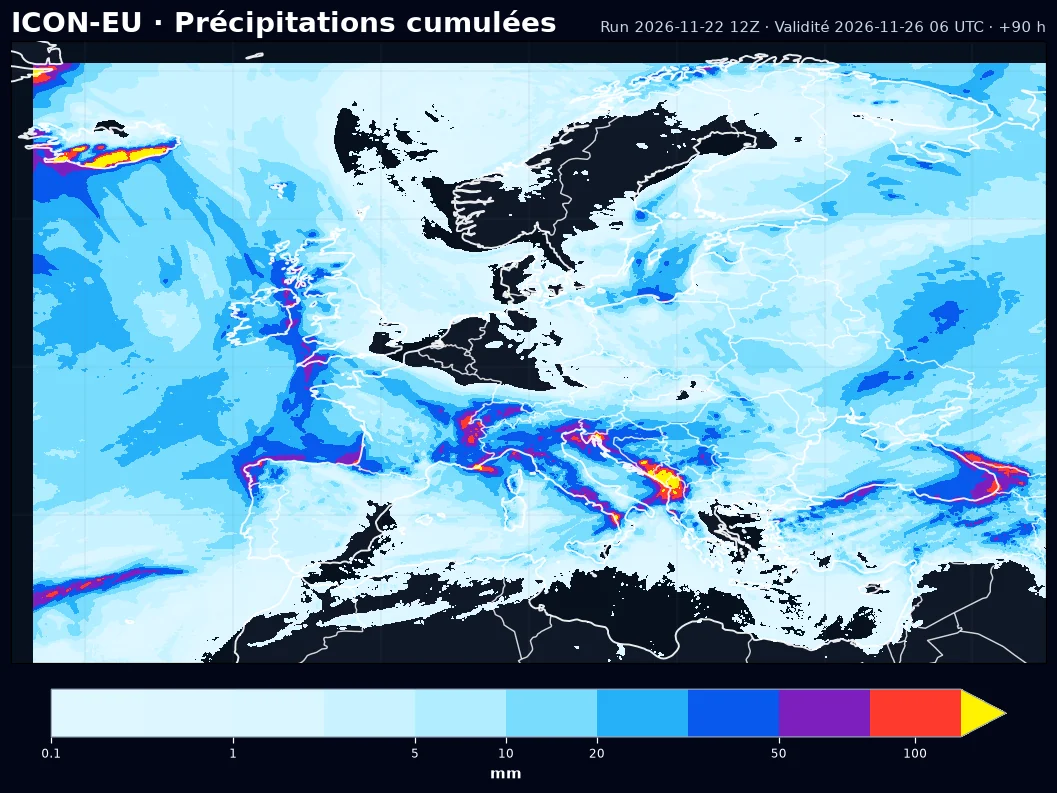 ICON-EU · Précipitations cumulées
Run 2026-11-22 12Z · Validité 2026-11-26 06 UTC · +90 h
0.1 1 5 10 20 50 100
mm